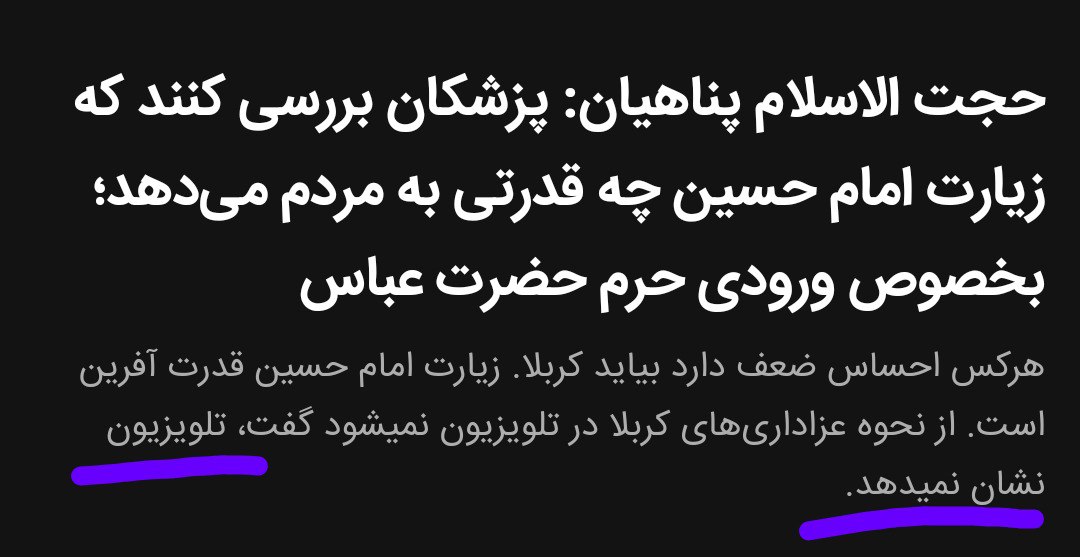 حجت الاسلام پناهیان: پزشکان بررسی کنند که
زیارت امام حسین چه قدرتی به مردم می‌دهد؛
بخصوص ورودی حرم حضرت عباس
هرکس احساس ضعف دارد بیاید کربلا. زیارت امام حسین قدرت آفرین
است. از نحوه عزاداری‌های کربلا در تلویزیون نمیشود گفت، تلویزیون
نشان نمیدهد.